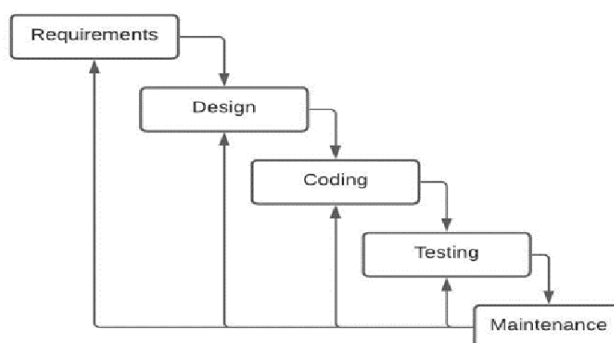 Requirements
Design
Coding
Testing
Maintenance